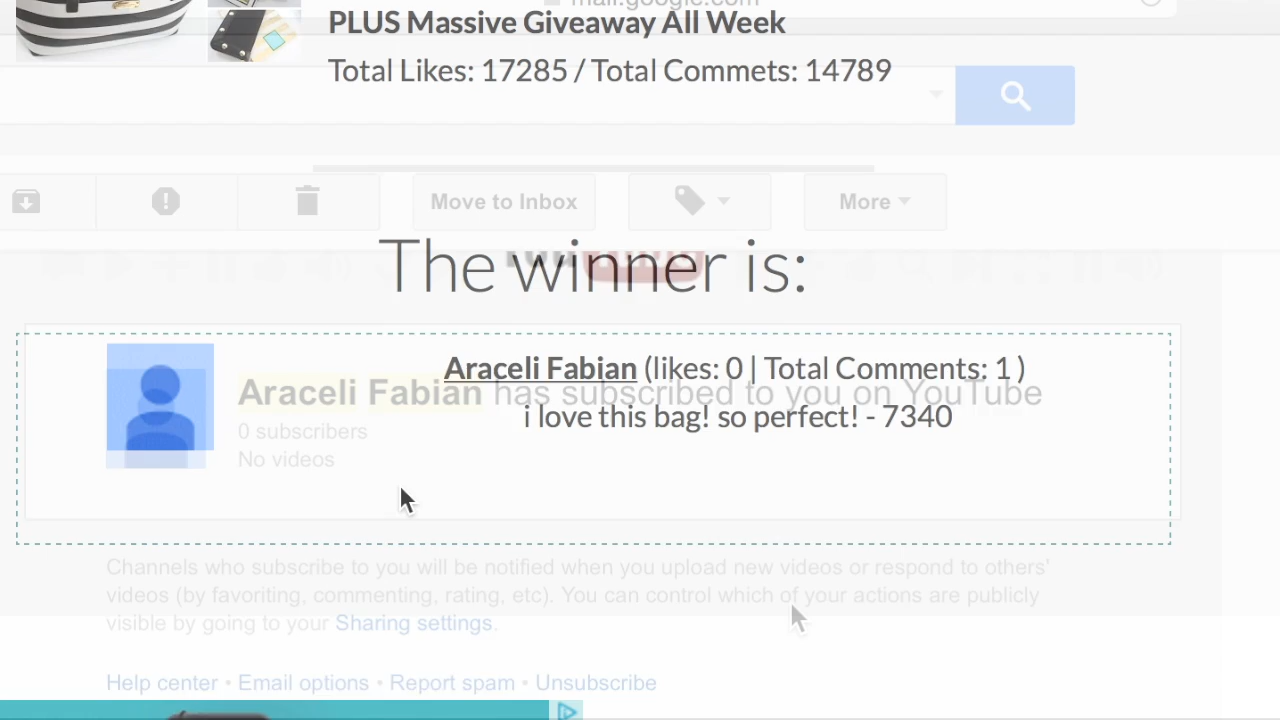 mail.google.com
PLUS Massive Giveaway All Week
Total Likes: 17285 / Total Commets: 14789
Move to Inbox
More
The winner is:
Araceli Fabian (likes: 0 | Total Comments: 1 )
Araceli Fabian has subscribed to you on YouTube
i love this bag! so perfect! - 7340
0 subscribers
No videos
Channels who subscribe to you will be notified when you upload new videos or respond to others'
videos (by favoriting, commenting, rating, etc). You can control which of your actions are publicly
visible by going to your Sharing settings.
Help center • Email options • Report spam • Unsubscribe